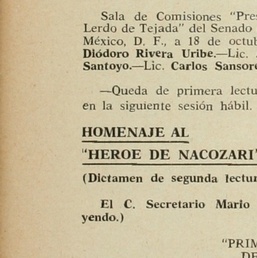 Sala de Comisiones "Pres
Lerdo de Tejada" del Senado
México, D. F., a 18 de octub
Diódoro Rivera Uribe.—Lic.
Santoyo.—Lic. Carlos Sansore
—Queda de primera lectu
en la siguiente sesión hábil.
HOMENAJE AL
"HEROE DE NACOZARI"
(Dictamen de segunda lectur
El C. Secretario Mario
yendo.)
"PRIM
DE